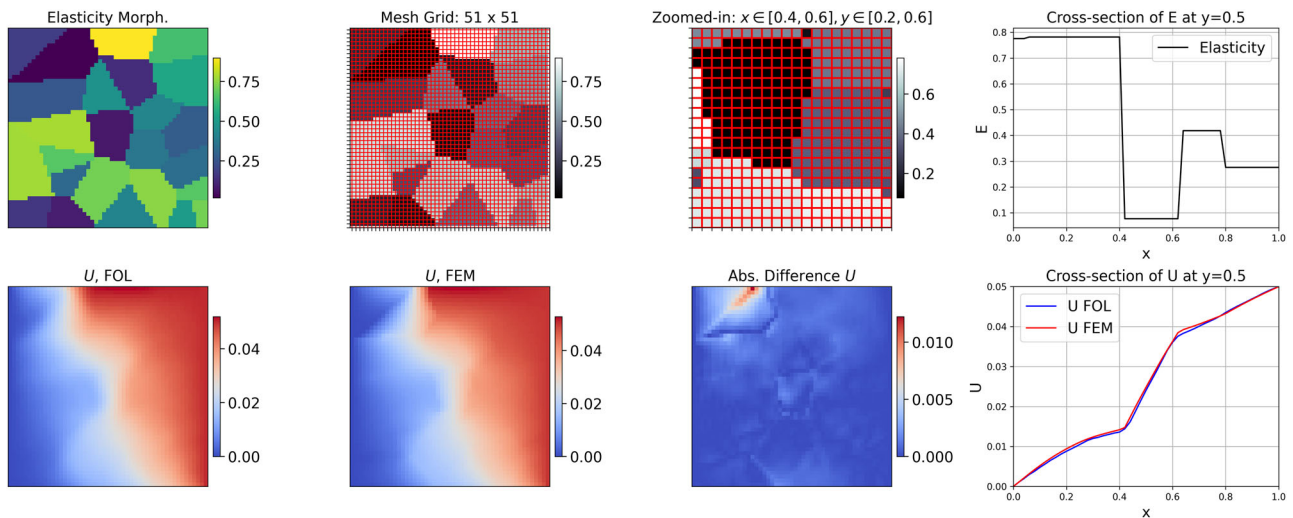 Elasticity Morph.
0.75
0.50
0.25
Mesh Grid: 51 x 51
0.75
0.50
0.25
Zoomed-in: x ∈ [0.4, 0.6], y ∈ [0.2, 0.6]
0.6
0.4
0.2
Cross-section of E at y=0.5
Elasticity
E
0.8
0.7
0.6
0.5
0.4
0.3
0.2
0.1
0.0 0.2 0.4 0.6 0.8 1.0
x
U, FOL
0.04
0.02
0.00
U, FEM
0.04
0.02
0.00
Abs. Difference U
0.010
0.005
0.000
Cross-section of U at y=0.5
U FOL
U FEM
U
0.05
0.04
0.03
0.02
0.01
0.00
0.0 0.2 0.4 0.6 0.8 1.0
x